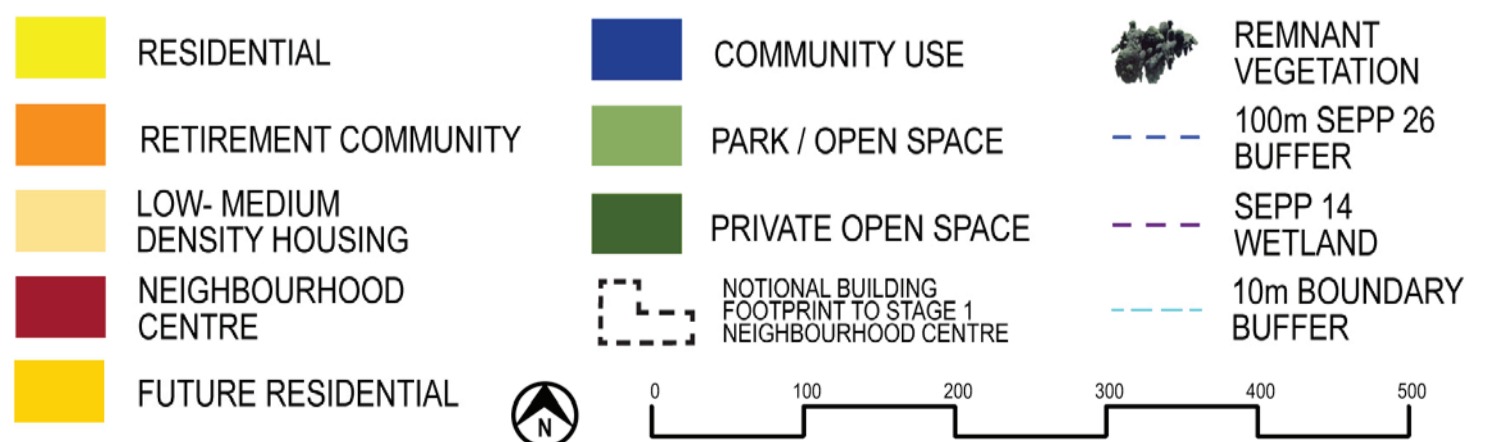 RESIDENTIAL
RETIREMENT COMMUNITY
LOW- MEDIUM
DENSITY HOUSING
NEIGHBOURHOOD
CENTRE
FUTURE RESIDENTIAL
COMMUNITY USE
PARK / OPEN SPACE
PRIVATE OPEN SPACE
NOTIONAL BUILDING
FOOTPRINT TO STAGE 1
NEIGHBOURHOOD CENTRE
REMNANT
VEGETATION
100m SEPP 26
BUFFER
SEPP 14
WETLAND
10m BOUNDARY
BUFFER
N
0 100 200 300 400 500